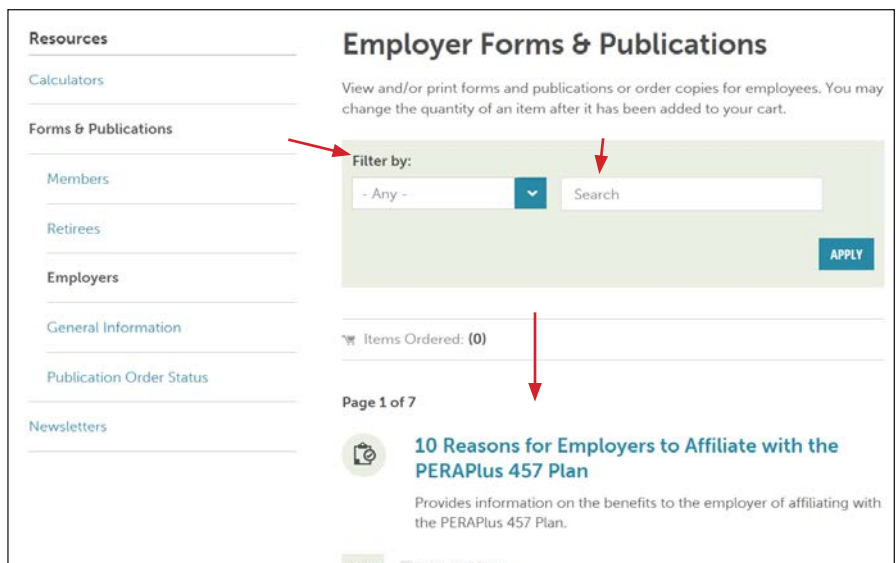 Resources
Calculators
Forms & Publications
Members
Retirees
Employers
General Information
Publication Order Status
Newsletters
Employer Forms & Publications
View and/or print forms and publications or order copies for employees. You may
change the quantity of an item after it has been added to your cart.
Filter by:
- Any -
Search
APPLY
Items Ordered: (0)
Page 1 of 7
10 Reasons for Employers to Affiliate with the
PERAPlus 457 Plan
Provides information on the benefits to the employer of affiliating with
the PERAPlus 457 Plan.